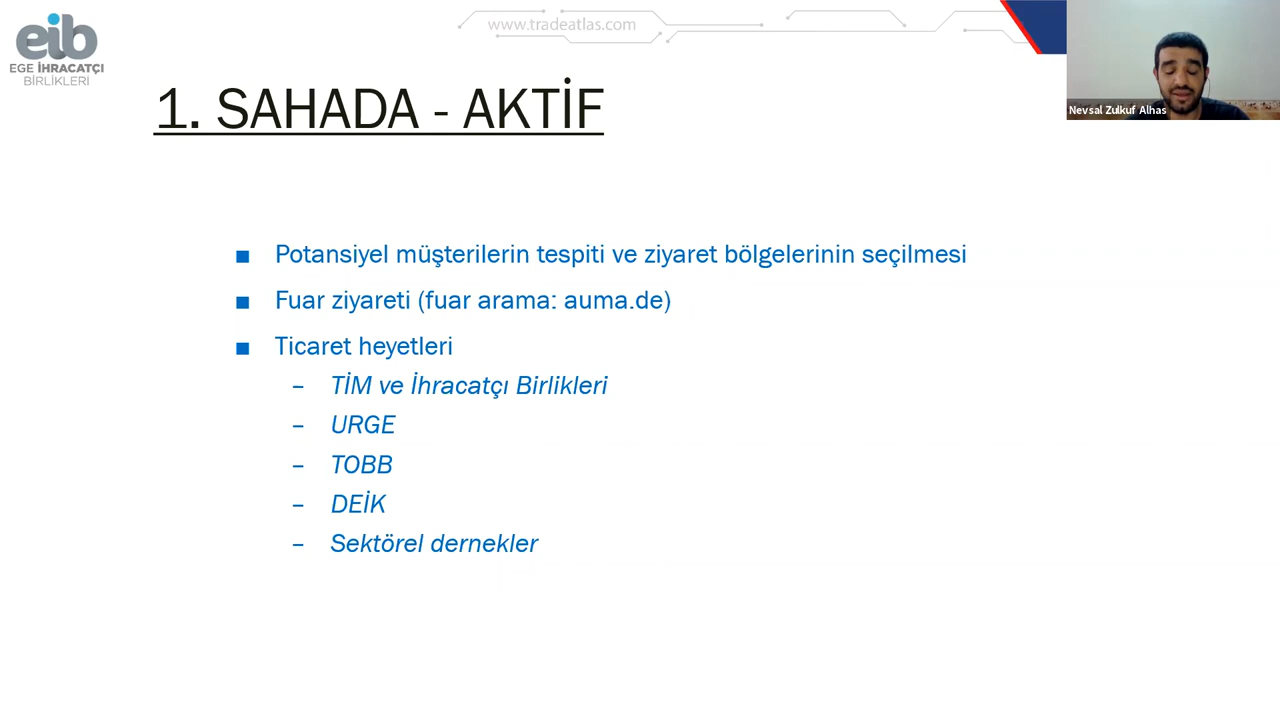 eib
EGE İHRACATÇI
BİRLİKLERİ
www.tradeatlas.com
Nevsal Zulkuf Alhas
1. SAHADA - AKTİF
Potansiyel müşterilerin tespiti ve ziyaret bölgelerinin seçilmesi
Fuar ziyareti (fuar arama: auma.de)
Ticaret heyetleri
– TİM ve İhracatçı Birlikleri
– URGE
– TOBB
– DEİK
– Sektörel dernekler